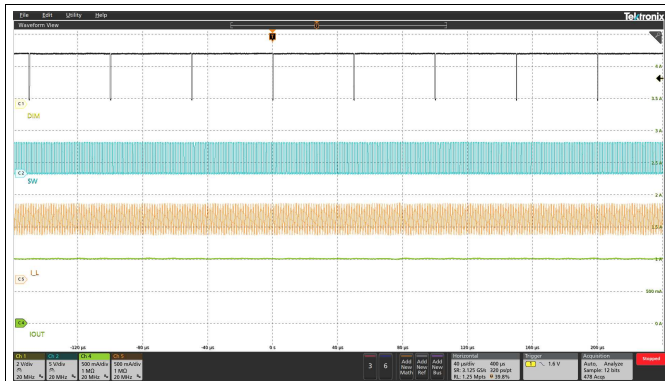 File Edit Utility Help
Tektronix
Waveform View
4 A
C1
3.5 A
DIM
3 A
2.5 A
C2
SW
2 A
1.5 A
1 A
C5
I_L
500 mA
C4
0 A
IOUT
-120 µs -80 µs -40 µs 0 s 40 µs 80 µs 120 µs 160 µs 200 µs
Ch 1 Ch 2 Ch 4 Ch 5 Horizontal Trigger Acquisition
2 V/div 5 V/div 500 mA/div 500 mA/div 3 6 Add New Math Add New Ref Add New Bus 40 µs/div 400 µs 1 1.6 V Auto, Analyze Stopped
1 MΩ 1 MΩ SR: 3.125 GS/s 320 ps/pt Sample: 12 bits
20 MHz 20 MHz 20 MHz 20 MHz RL: 1.25 Mpts 39.8% 478 Acqs